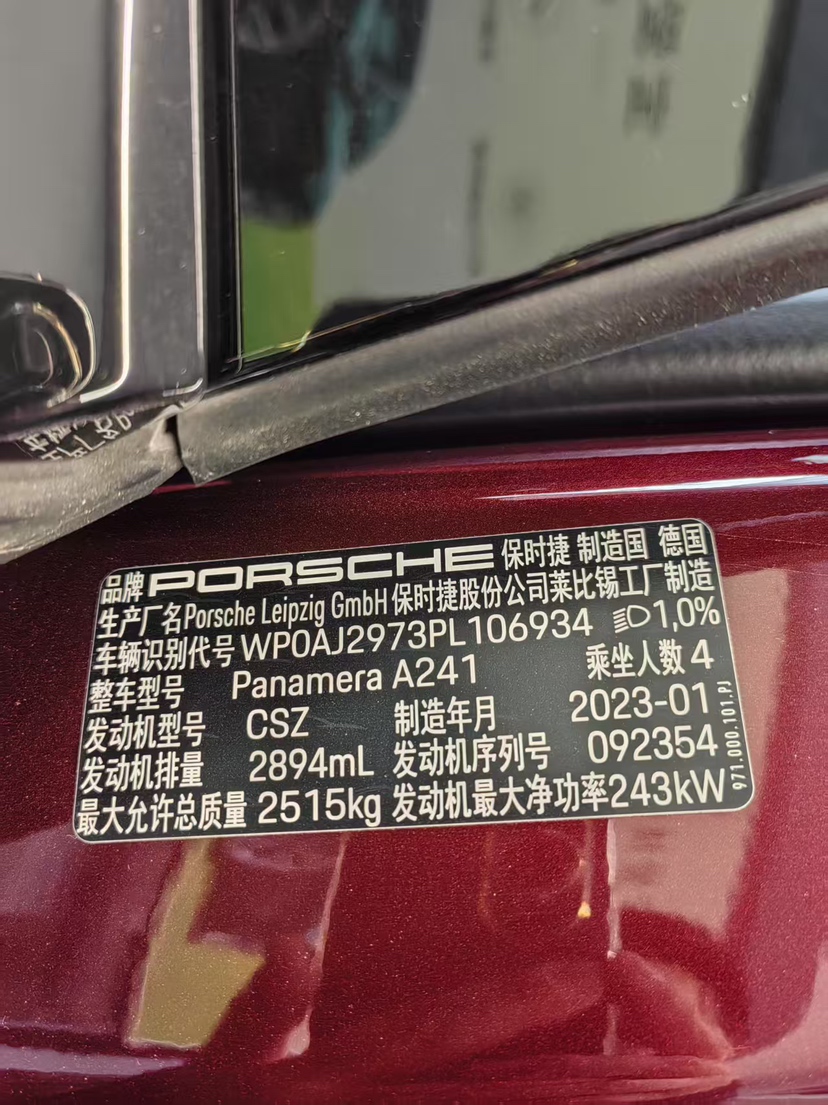 品牌 PORSCHE 保时捷 制造国 德国
生产厂名 Porsche Leipzig GmbH 保时捷股份公司莱比锡工厂制造
车辆识别代号 WP0AJ2973PL106934 1,0%
整车型号 Panamera A241 乘坐人数 4
发动机型号 CSZ 制造年月 2023-01
发动机排量 2894mL 发动机序列号 092354
最大允许总质量 2515kg 发动机最大净功率 243kW
971.000.101.PJ